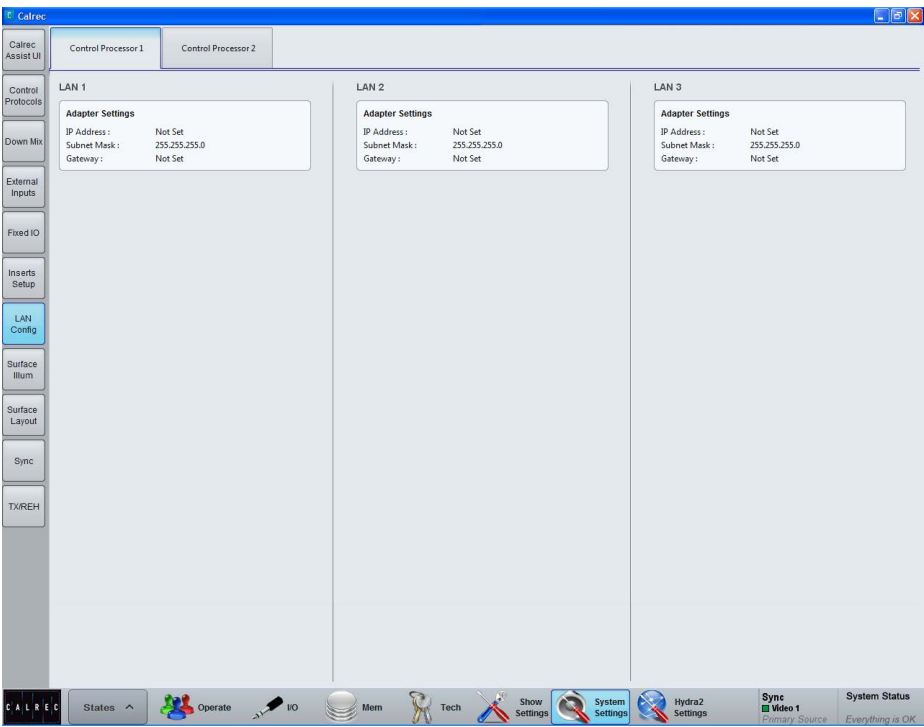 Calrec
Calrec
Assist UI
Control
Protocols
Down Mix
External
Inputs
Fixed IO
Inserts
Setup
LAN
Config
Surface
Illum
Surface
Layout
Sync
TX/REH
Control Processor 1
Control Processor 2
LAN 1
Adapter Settings
IP Address : Not Set
Subnet Mask : 255.255.255.0
Gateway : Not Set
LAN 2
Adapter Settings
IP Address : Not Set
Subnet Mask : 255.255.255.0
Gateway : Not Set
LAN 3
Adapter Settings
IP Address : Not Set
Subnet Mask : 255.255.255.0
Gateway : Not Set
CALREC
States
Operate
I/O
Mem
Tech
Show
Settings
System
Settings
Hydra2
Settings
Sync
Video 1
Primary Source
System Status
Everything is OK